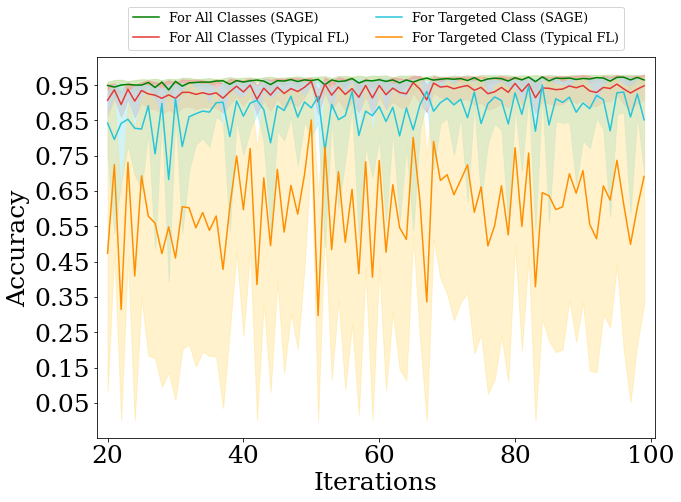 For All Classes (SAGE)
For All Classes (Typical FL)
For Targeted Class (SAGE)
For Targeted Class (Typical FL)
0.95
0.85
0.75
0.65
0.55
0.45
0.35
0.25
0.15
0.05
Accuracy
20 40 60 80 100
Iterations